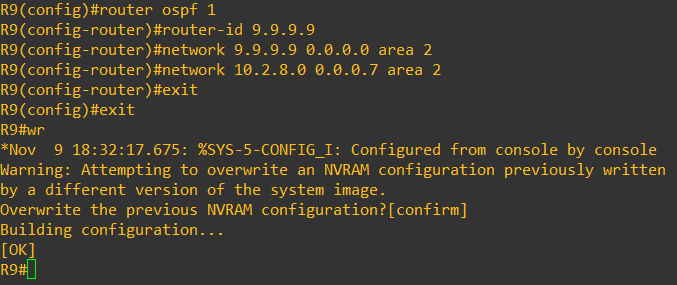 R9(config)#router ospf 1
R9(config-router)#router-id 9.9.9.9
R9(config-router)#network 9.9.9.9 0.0.0.0 area 2
R9(config-router)#network 10.2.8.0 0.0.0.7 area 2
R9(config-router)#exit
R9(config)#exit
R9#wr
*Nov  9 18:32:17.675: %SYS-5-CONFIG_I: Configured from console by console
Warning: Attempting to overwrite an NVRAM configuration previously written
by a different version of the system image.
Overwrite the previous NVRAM configuration?[confirm]
Building configuration...
[OK]
R9#